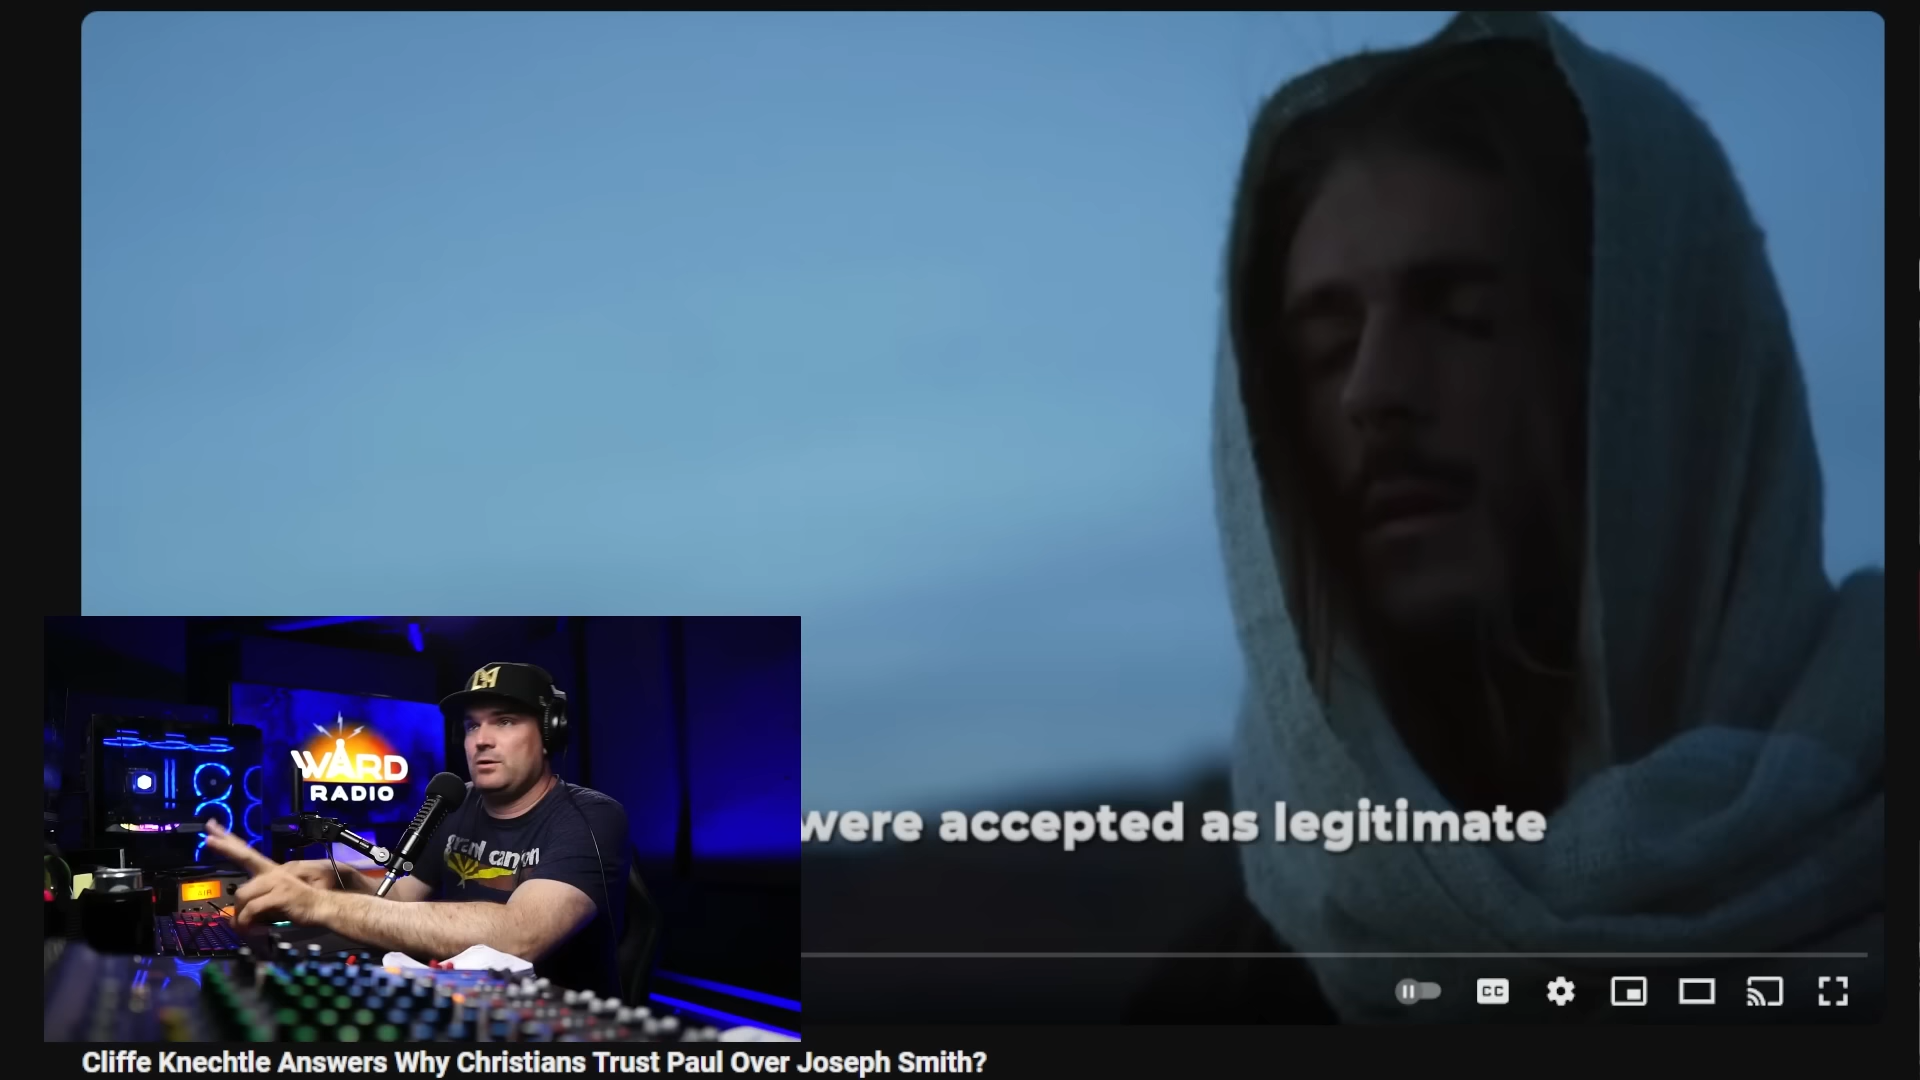 WARD
RADIO
grand canyon
AIR
were accepted as legitimate
CC
Cliffe Knechtle Answers Why Christians Trust Paul Over Joseph Smith?